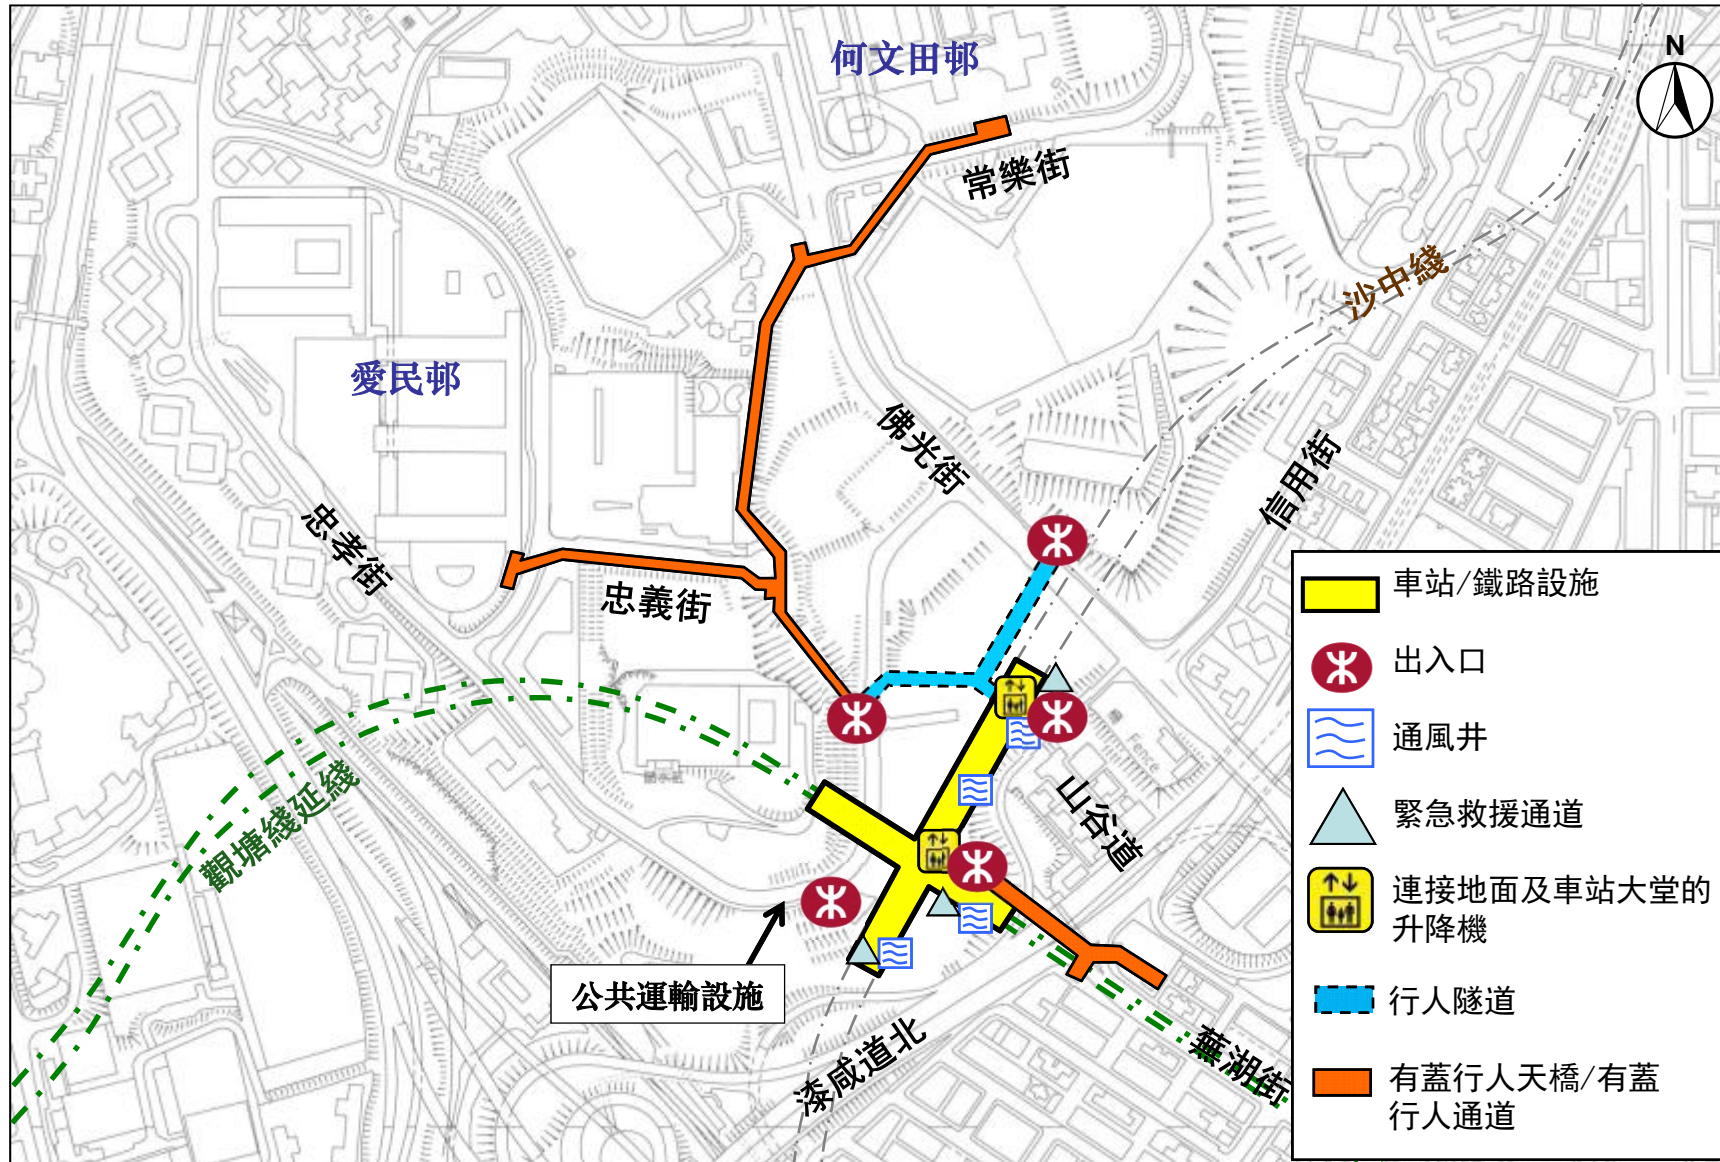 何文田邨
N
常樂街
沙中綫
愛民邨
佛光街
信用街
忠孝街
忠義街
Fence
山谷道
觀塘綫延綫
公共運輸設施
漆咸道北
蕪湖街
車站/鐵路設施
出入口
通風井
緊急救援通道
連接地面及車站大堂的
升降機
行人隧道
有蓋行人天橋/有蓋
行人通道